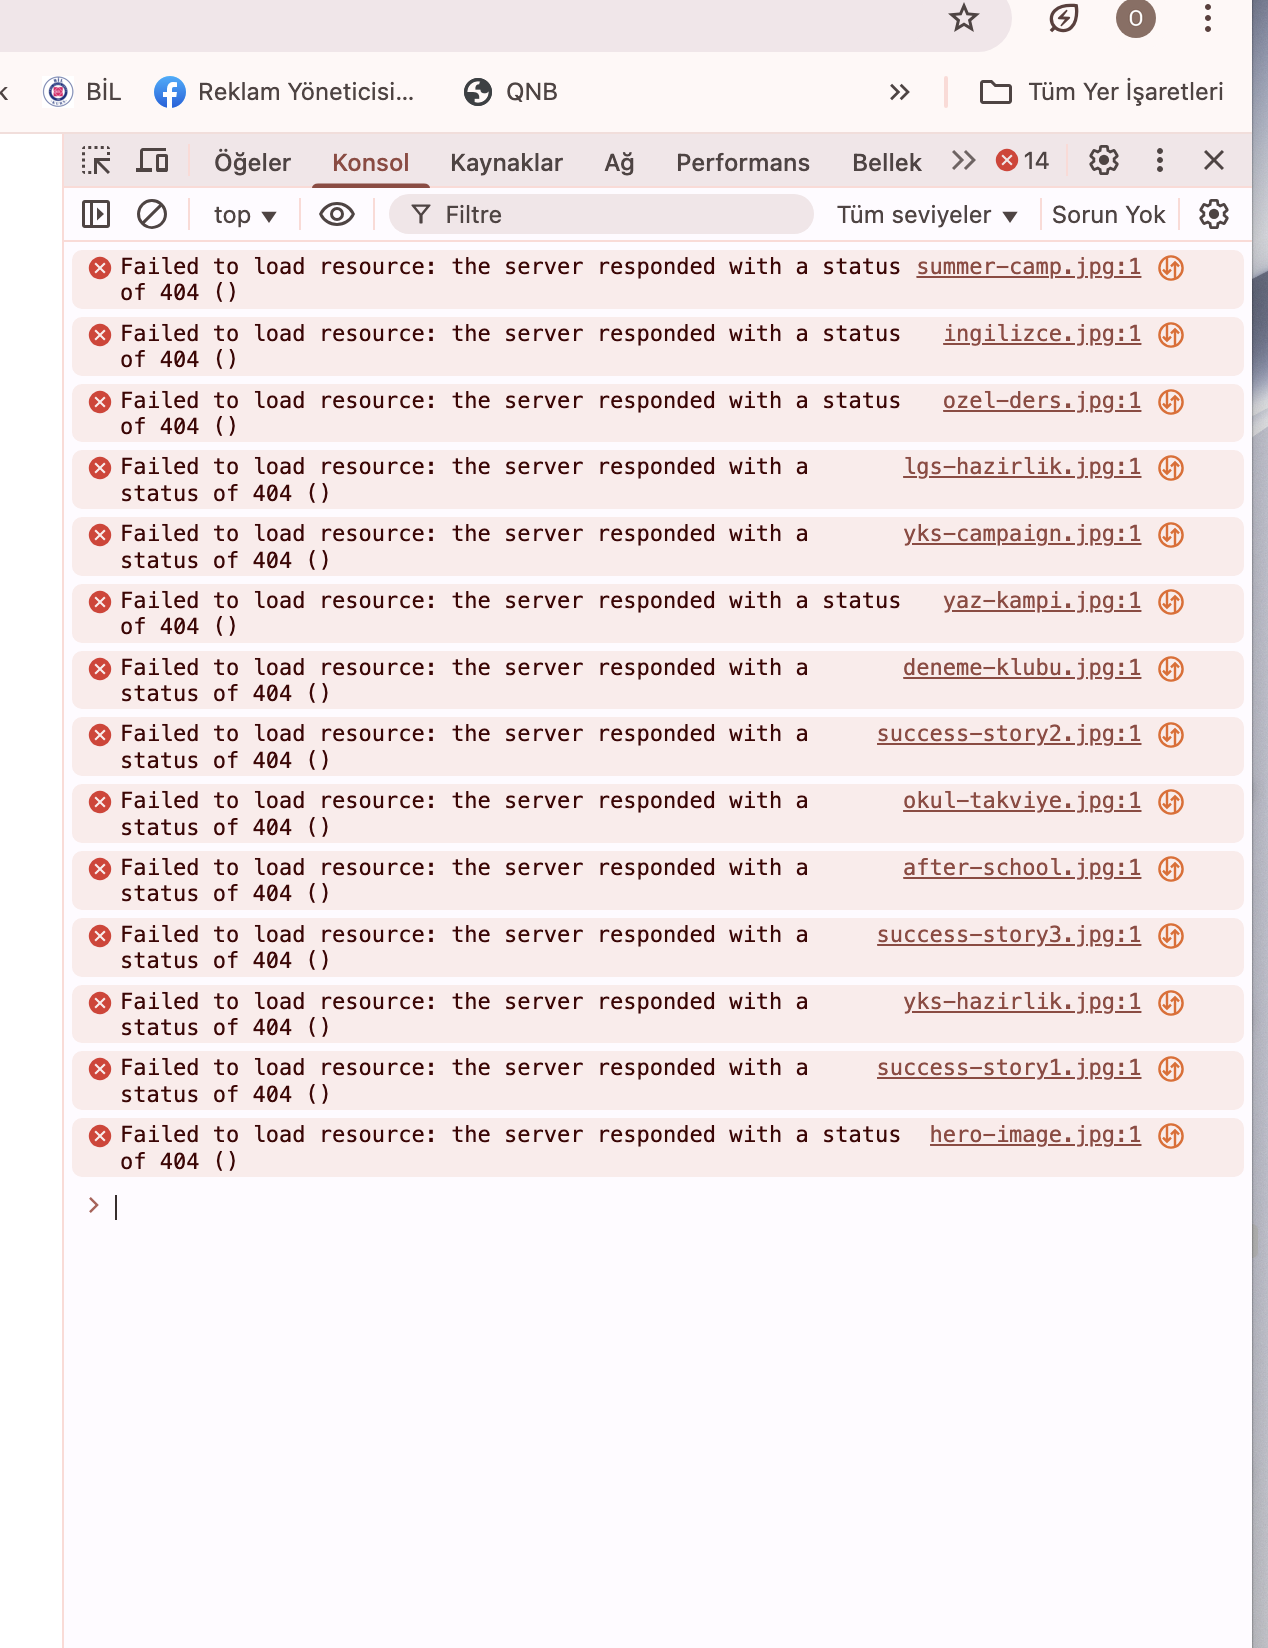 O
BİL
Reklam Yöneticisi...
QNB
Tüm Yer İşaretleri
Öğeler
Konsol
Kaynaklar
Ağ
Performans
Bellek
14
top
Filtre
Tüm seviyeler
Sorun Yok
Failed to load resource: the server responded with a status summer-camp.jpg:1
of 404 ()
Failed to load resource: the server responded with a status ingilizce.jpg:1
of 404 ()
Failed to load resource: the server responded with a status ozel-ders.jpg:1
of 404 ()
Failed to load resource: the server responded with a lgs-hazirlik.jpg:1
status of 404 ()
Failed to load resource: the server responded with a yks-campaign.jpg:1
status of 404 ()
Failed to load resource: the server responded with a status yaz-kampi.jpg:1
of 404 ()
Failed to load resource: the server responded with a deneme-klubu.jpg:1
status of 404 ()
Failed to load resource: the server responded with a success-story2.jpg:1
status of 404 ()
Failed to load resource: the server responded with a okul-takviye.jpg:1
status of 404 ()
Failed to load resource: the server responded with a after-school.jpg:1
status of 404 ()
Failed to load resource: the server responded with a success-story3.jpg:1
status of 404 ()
Failed to load resource: the server responded with a yks-hazirlik.jpg:1
status of 404 ()
Failed to load resource: the server responded with a success-story1.jpg:1
status of 404 ()
Failed to load resource: the server responded with a status hero-image.jpg:1
of 404 ()